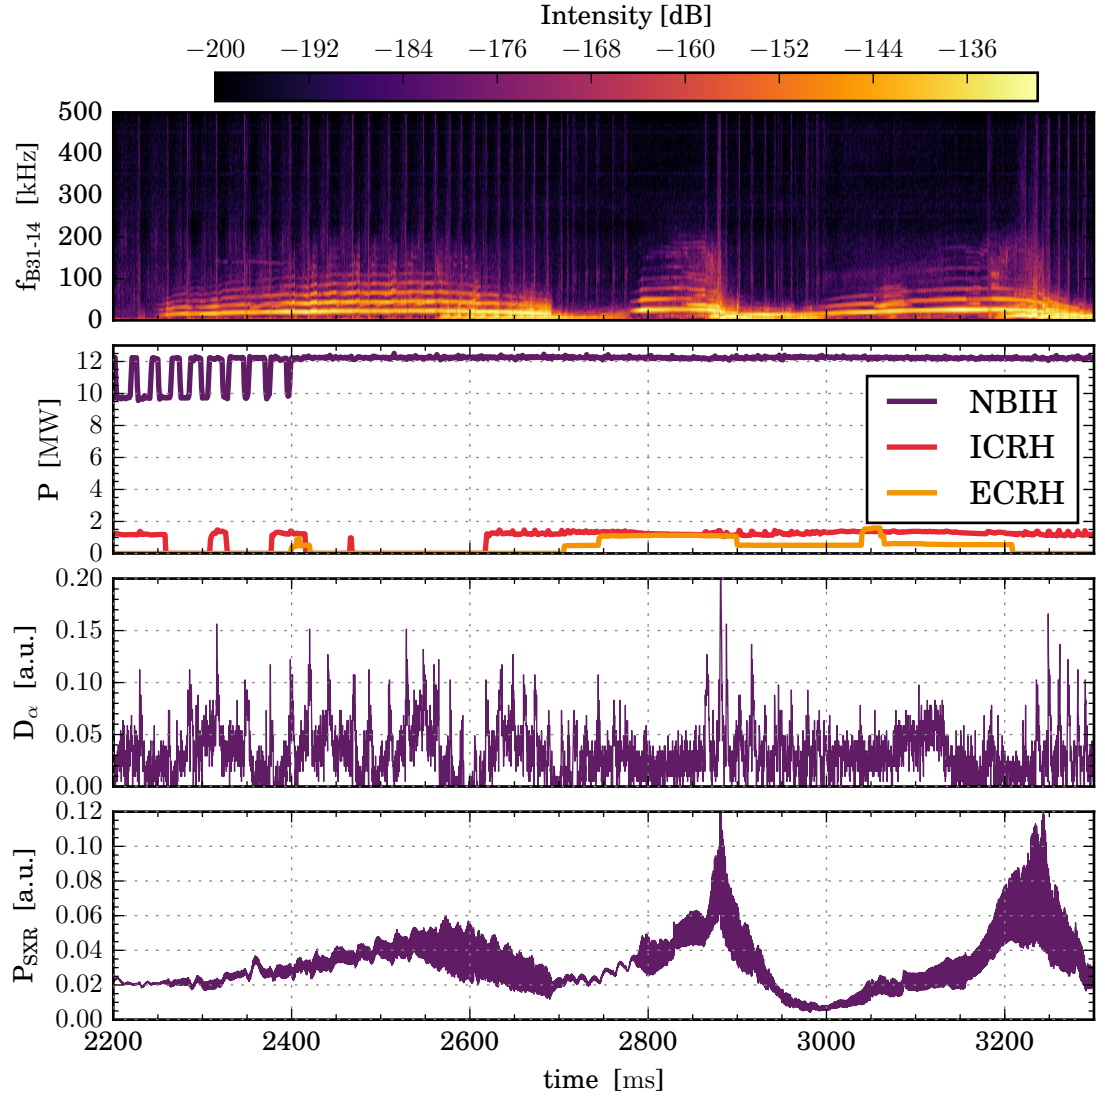 Intensity [dB]
−200 −192 −184 −176 −168 −160 −152 −144 −136
f_B31-14 [kHz]
500
400
300
200
100
0
P [MW]
12
10
8
6
4
2
0
NBIH
ICRH
ECRH
D_α [a.u.]
0.20
0.15
0.10
0.05
0.00
P_SXR [a.u.]
0.12
0.10
0.08
0.06
0.04
0.02
0.00
2200 2400 2600 2800 3000 3200
time [ms]